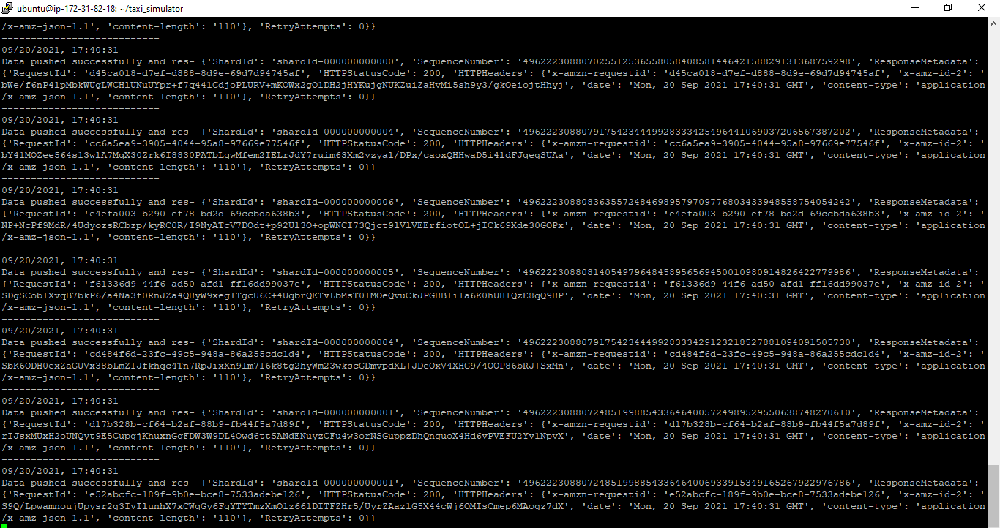 ubuntu@ip-172-31-82-18: ~/taxi_simulator
/x-amz-json-1.1', 'content-length': '110'}, 'RetryAttempts': 0}}
---------------------------
09/20/2021, 17:40:31
Data pushed successfully and res- {'ShardId': 'shardId-000000000000', 'SequenceNumber': '49622230880702551253655805840858144642158829131368759298', 'ResponseMetadata':
{'RequestId': 'd45ca018-d7ef-d888-8d9e-69d7d94745af', 'HTTPStatusCode': 200, 'HTTPHeaders': {'x-amzn-requestid': 'd45ca018-d7ef-d888-8d9e-69d7d94745af', 'x-amz-id-2': '
bWe/f6nP4lpMbkWUgLWCHlUNuUYpr+f7q441CdjoPLURV+mKQWx2gOlDH2jHYKujgNUKZuiZaHvMi5sh9y3/gkOeiojtHhyj', 'date': 'Mon, 20 Sep 2021 17:40:31 GMT', 'content-type': 'application
/x-amz-json-1.1', 'content-length': '110'}, 'RetryAttempts': 0}}
---------------------------
09/20/2021, 17:40:31
Data pushed successfully and res- {'ShardId': 'shardId-000000000004', 'SequenceNumber': '49622230880791754234449928333425496441069037206567387202', 'ResponseMetadata':
{'RequestId': 'cc6a5ea9-3905-4044-95a8-97669e77546f', 'HTTPStatusCode': 200, 'HTTPHeaders': {'x-amzn-requestid': 'cc6a5ea9-3905-4044-95a8-97669e77546f', 'x-amz-id-2': '
bY41MOZee564s13wlA7MqX30Zrk6I8830PATbLqwMfem2IELrJdY7ruim63Xm2vzyal/DPx/caoxQHHwaD5i4ldFJqegSUAa', 'date': 'Mon, 20 Sep 2021 17:40:31 GMT', 'content-type': 'application
/x-amz-json-1.1', 'content-length': '110'}, 'RetryAttempts': 0}}
---------------------------
09/20/2021, 17:40:31
Data pushed successfully and res- {'ShardId': 'shardId-000000000006', 'SequenceNumber': '49622230880836355724846989579709776803433948558754054242', 'ResponseMetadata':
{'RequestId': 'e4efa003-b290-ef78-bd2d-69ccbda638b3', 'HTTPStatusCode': 200, 'HTTPHeaders': {'x-amzn-requestid': 'e4efa003-b290-ef78-bd2d-69ccbda638b3', 'x-amz-id-2': '
NP+NcPf9MdR/4UdyozsRCbzp/kyRC0R/I9NyATcV7DOdt+p92Ul3O+opWNCI73Qjct9lVlVEErfiotOL+jICk69Xde30GOPx', 'date': 'Mon, 20 Sep 2021 17:40:31 GMT', 'content-type': 'application
/x-amz-json-1.1', 'content-length': '110'}, 'RetryAttempts': 0}}
---------------------------
09/20/2021, 17:40:31
Data pushed successfully and res- {'ShardId': 'shardId-000000000005', 'SequenceNumber': '49622230880814054979648458956569450010980914826422779986', 'ResponseMetadata':
{'RequestId': 'f61336d9-44f6-ad50-afd1-ff16dd99037e', 'HTTPStatusCode': 200, 'HTTPHeaders': {'x-amzn-requestid': 'f61336d9-44f6-ad50-afd1-ff16dd99037e', 'x-amz-id-2': '
SDgSCoblXvqB7bkP6/a4Na3f0RnJZa4QHyW9xeglTgcU6C+4UqbrQETvLbMsT0IMOeQvuCkJPGHBlila6K0hUHlQzE8qQ9HP', 'date': 'Mon, 20 Sep 2021 17:40:31 GMT', 'content-type': 'application
/x-amz-json-1.1', 'content-length': '110'}, 'RetryAttempts': 0}}
---------------------------
09/20/2021, 17:40:31
Data pushed successfully and res- {'ShardId': 'shardId-000000000004', 'SequenceNumber': '49622230880791754234449928333429123218527881094091505730', 'ResponseMetadata':
{'RequestId': 'cd484f6d-23fc-49c5-948a-86a255cdc1d4', 'HTTPStatusCode': 200, 'HTTPHeaders': {'x-amzn-requestid': 'cd484f6d-23fc-49c5-948a-86a255cdc1d4', 'x-amz-id-2': '
SbK6QDH0exZaGUVx38bLmZlJfkhqc4Tn7RpJixXn9lm7l6k8tg2hyWm23wkscGDmvpdXL+JDeQxV4XHG9/4QQP86bRJ+SxMn', 'date': 'Mon, 20 Sep 2021 17:40:31 GMT', 'content-type': 'application
/x-amz-json-1.1', 'content-length': '110'}, 'RetryAttempts': 0}}
---------------------------
09/20/2021, 17:40:31
Data pushed successfully and res- {'ShardId': 'shardId-000000000001', 'SequenceNumber': '49622230880724851998854336464005724989529550638748270610', 'ResponseMetadata':
{'RequestId': 'd17b328b-cf64-b2af-88b9-fb44f5a7d89f', 'HTTPStatusCode': 200, 'HTTPHeaders': {'x-amzn-requestid': 'd17b328b-cf64-b2af-88b9-fb44f5a7d89f', 'x-amz-id-2': '
rIJsxMUxH2oUNQyt9E5CupgjKhuxnGqFDW3W9DL4Owd6ttSANdENuyzCFu4w3orNSGuppzDhQnguoX4Hd6vPVEFU2YvlNpvX', 'date': 'Mon, 20 Sep 2021 17:40:31 GMT', 'content-type': 'application
/x-amz-json-1.1', 'content-length': '110'}, 'RetryAttempts': 0}}
---------------------------
09/20/2021, 17:40:31
Data pushed successfully and res- {'ShardId': 'shardId-000000000001', 'SequenceNumber': '49622230880724851998854336464006933915349165267922976786', 'ResponseMetadata':
{'RequestId': 'e52abcfc-189f-9b0e-bce8-7533adebe126', 'HTTPStatusCode': 200, 'HTTPHeaders': {'x-amzn-requestid': 'e52abcfc-189f-9b0e-bce8-7533adebe126', 'x-amz-id-2': '
S9Q/LpwamnoujUpysr2g3IvIlunhX7xCWqGy6FqYTYTmzXmOlz661DITFZHr5/UyrZAazlG5X44cWj6OMIsCmep6MAogz7dX', 'date': 'Mon, 20 Sep 2021 17:40:31 GMT', 'content-type': 'application
/x-amz-json-1.1', 'content-length': '110'}, 'RetryAttempts': 0}}